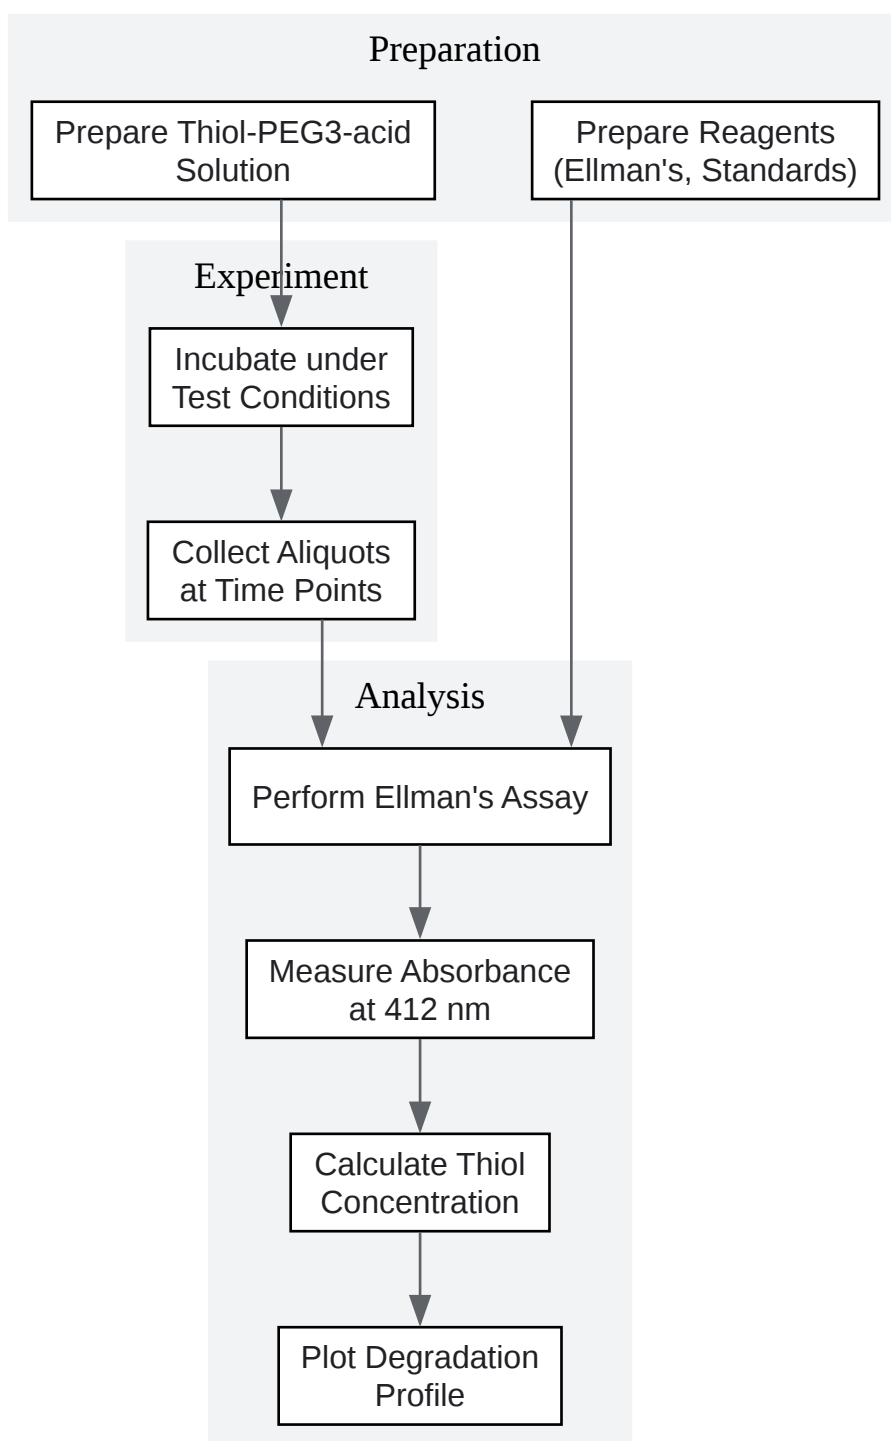 Preparation
Prepare Thiol-PEG3-acid
Solution
Prepare Reagents
(Ellman's, Standards)
Experiment
Incubate under
Test Conditions
Collect Aliquots
at Time Points
Analysis
Perform Ellman's Assay
Measure Absorbance
at 412 nm
Calculate Thiol
Concentration
Plot Degradation
Profile